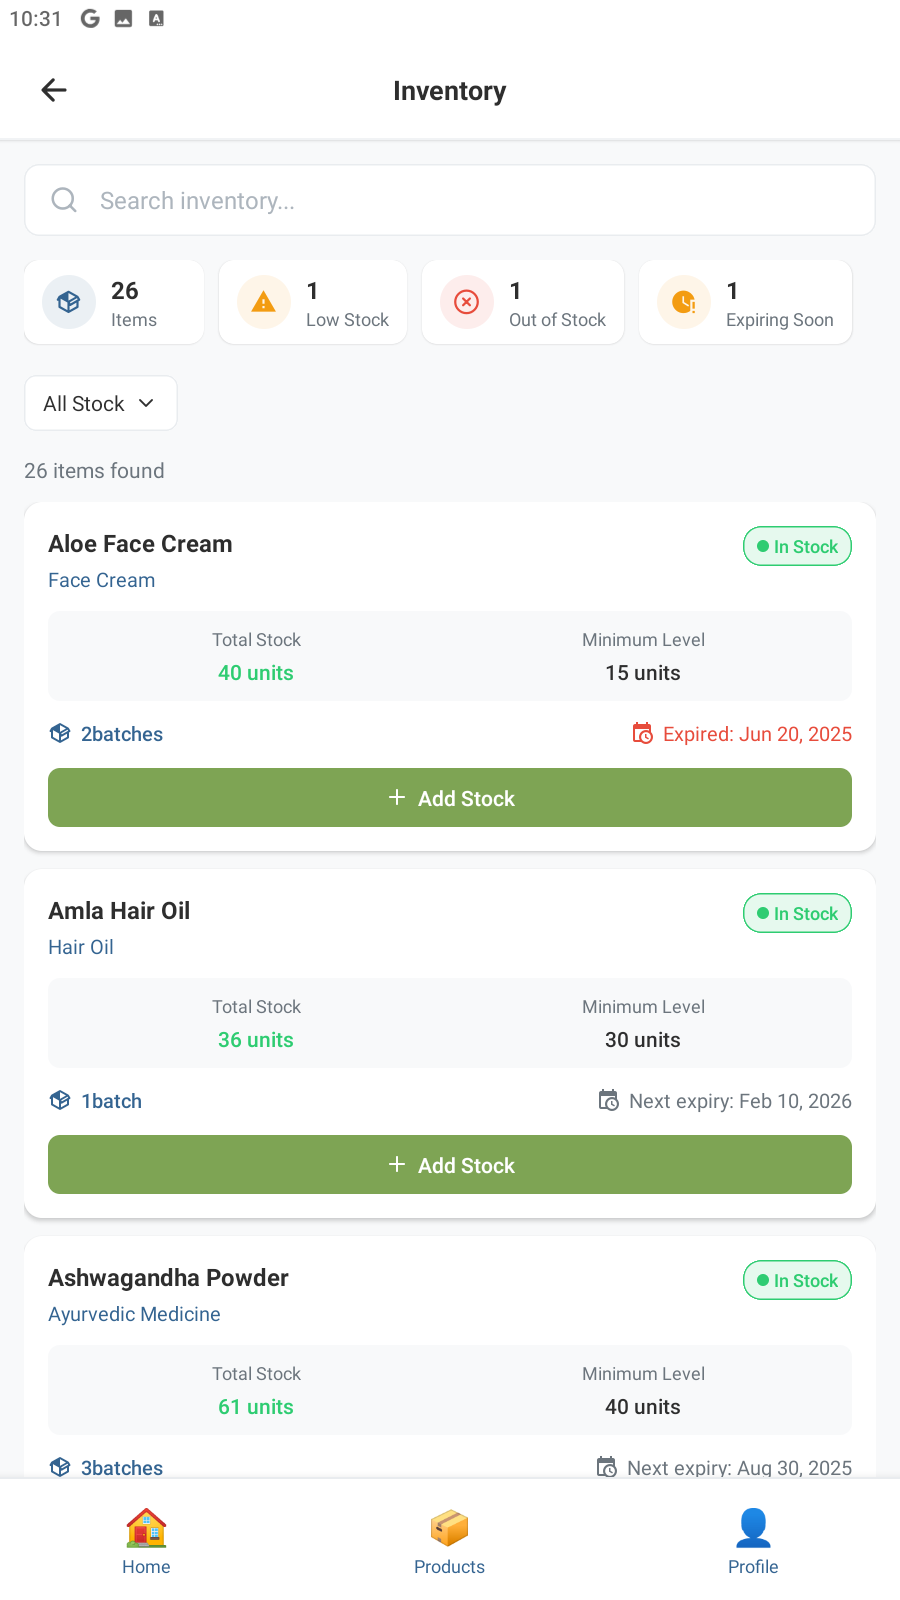 10:31
Inventory
Search inventory...
26
Items
1
Low Stock
1
Out of Stock
1
Expiring Soon
All Stock
26 items found
Aloe Face Cream
In Stock
Face Cream
Total Stock
Minimum Level
40 units
15 units
2batches
Expired: Jun 20, 2025
+ Add Stock
Amla Hair Oil
In Stock
Hair Oil
Total Stock
Minimum Level
36 units
30 units
1batch
Next expiry: Feb 10, 2026
+ Add Stock
Ashwagandha Powder
In Stock
Ayurvedic Medicine
Total Stock
Minimum Level
61 units
40 units
3batches
Next expiry: Aug 30, 2025
Home
Products
Profile